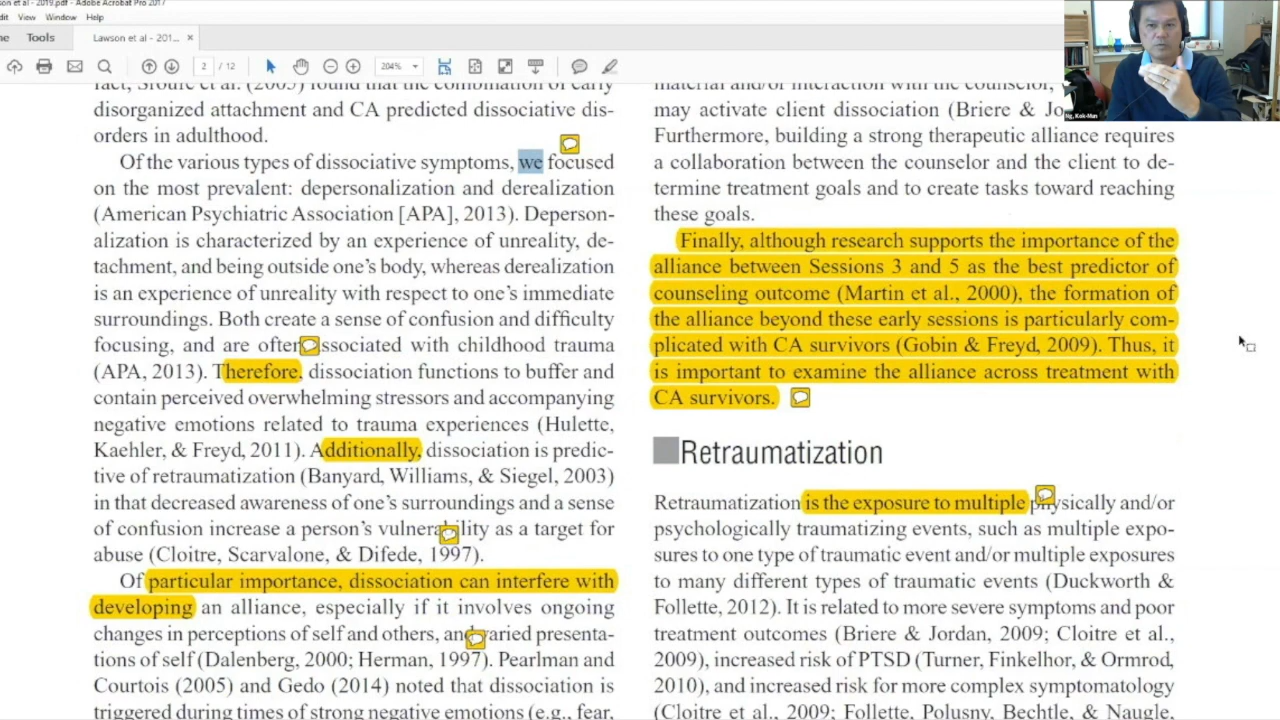 son et al - 2019.pdf - Adobe Acrobat Pro 2017
dit View Window Help
me Tools Lawson et al - 201... ×
2 / 12 204%
fact, Sroufe et al. (2005) found that the combination of early
disorganized attachment and CA predicted dissociative dis-
orders in adulthood.
Of the various types of dissociative symptoms, we focused
on the most prevalent: depersonalization and derealization
(American Psychiatric Association [APA], 2013). Deperson-
alization is characterized by an experience of unreality, de-
tachment, and being outside one's body, whereas derealization
is an experience of unreality with respect to one's immediate
surroundings. Both create a sense of confusion and difficulty
focusing, and are often associated with childhood trauma
(APA, 2013). Therefore, dissociation functions to buffer and
contain perceived overwhelming stressors and accompanying
negative emotions related to trauma experiences (Hulette,
Kaehler, & Freyd, 2011). Additionally, dissociation is predic-
tive of retraumatization (Banyard, Williams, & Siegel, 2003)
in that decreased awareness of one's surroundings and a sense
of confusion increase a person's vulnerability as a target for
abuse (Cloitre, Scarvalone, & Difede, 1997).
Of particular importance, dissociation can interfere with
developing an alliance, especially if it involves ongoing
changes in perceptions of self and others, and varied presenta-
tions of self (Dalenberg, 2000; Herman, 1997). Pearlman and
Courtois (2005) and Gedo (2014) noted that dissociation is
triggered during times of strong negative emotions (e.g., fear,
material and/or interaction with the counselor,
may activate client dissociation (Briere & Jo
Furthermore, building a strong therapeutic alliance requires
a collaboration between the counselor and the client to de-
termine treatment goals and to create tasks toward reaching
these goals.
Finally, although research supports the importance of the
alliance between Sessions 3 and 5 as the best predictor of
counseling outcome (Martin et al., 2000), the formation of
the alliance beyond these early sessions is particularly com-
plicated with CA survivors (Gobin & Freyd, 2009). Thus, it
is important to examine the alliance across treatment with
CA survivors.
Retraumatization
Retraumatization is the exposure to multiple physically and/or
psychologically traumatizing events, such as multiple expo-
sures to one type of traumatic event and/or multiple exposures
to many different types of traumatic events (Duckworth &
Follette, 2012). It is related to more severe symptoms and poor
treatment outcomes (Briere & Jordan, 2009; Cloitre et al.,
2009), increased risk of PTSD (Turner, Finkelhor, & Ormrod,
2010), and increased risk for more complex symptomatology
(Cloitre et al., 2009; Follette, Polusny, Bechtle, & Naugle,
Ng, Kok-Mun